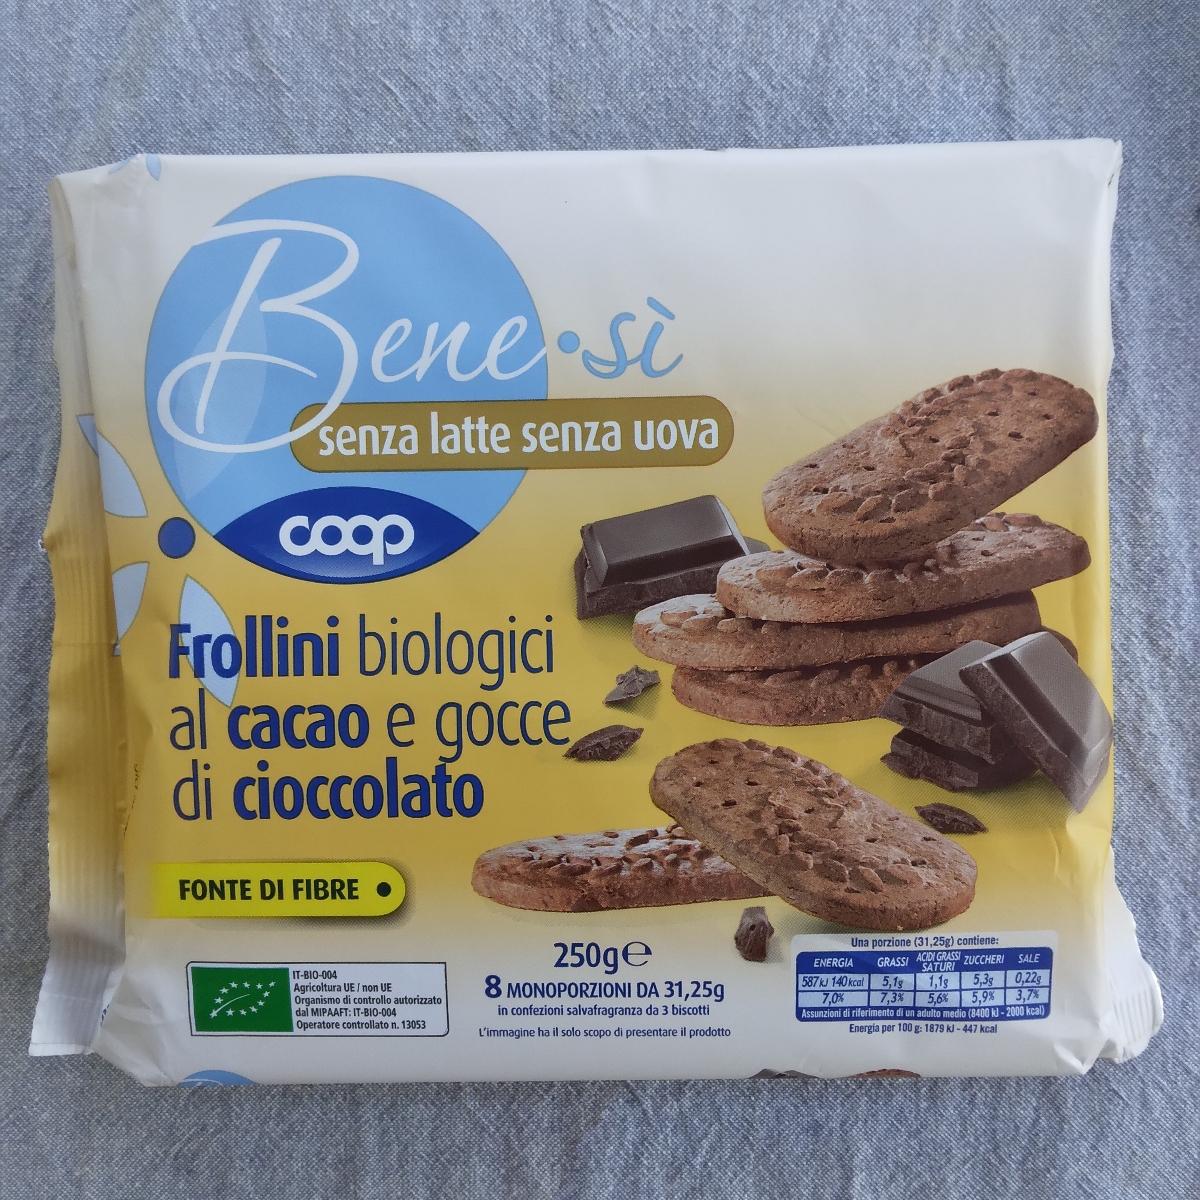 Bene·sì
senza latte senza uova
coop
Frollini biologici
al cacao e gocce
di cioccolato
FONTE DI FIBRE
IT-BIO-004
Agricoltura UE / non UE
Organismo di controllo autorizzato
dal MIPAAFT: IT-BIO-004
Operatore controllato n. 13053
250g℮
8 MONOPORZIONI DA 31,25g
in confezioni salvafragranza da 3 biscotti
L'immagine ha il solo scopo di presentare il prodotto
Una porzione (31,25g) contiene:
ENERGIA GRASSI ACIDI GRASSI SATURI ZUCCHERI SALE
587 kJ 140 kcal 5,1g 1,1g 5,3g 0,22g
7,0% 7,3% 5,6% 5,9% 3,7%
Assunzioni di riferimento di un adulto medio (8400 kJ - 2000 kcal)
Energia per 100 g: 1879 kJ - 447 kcal